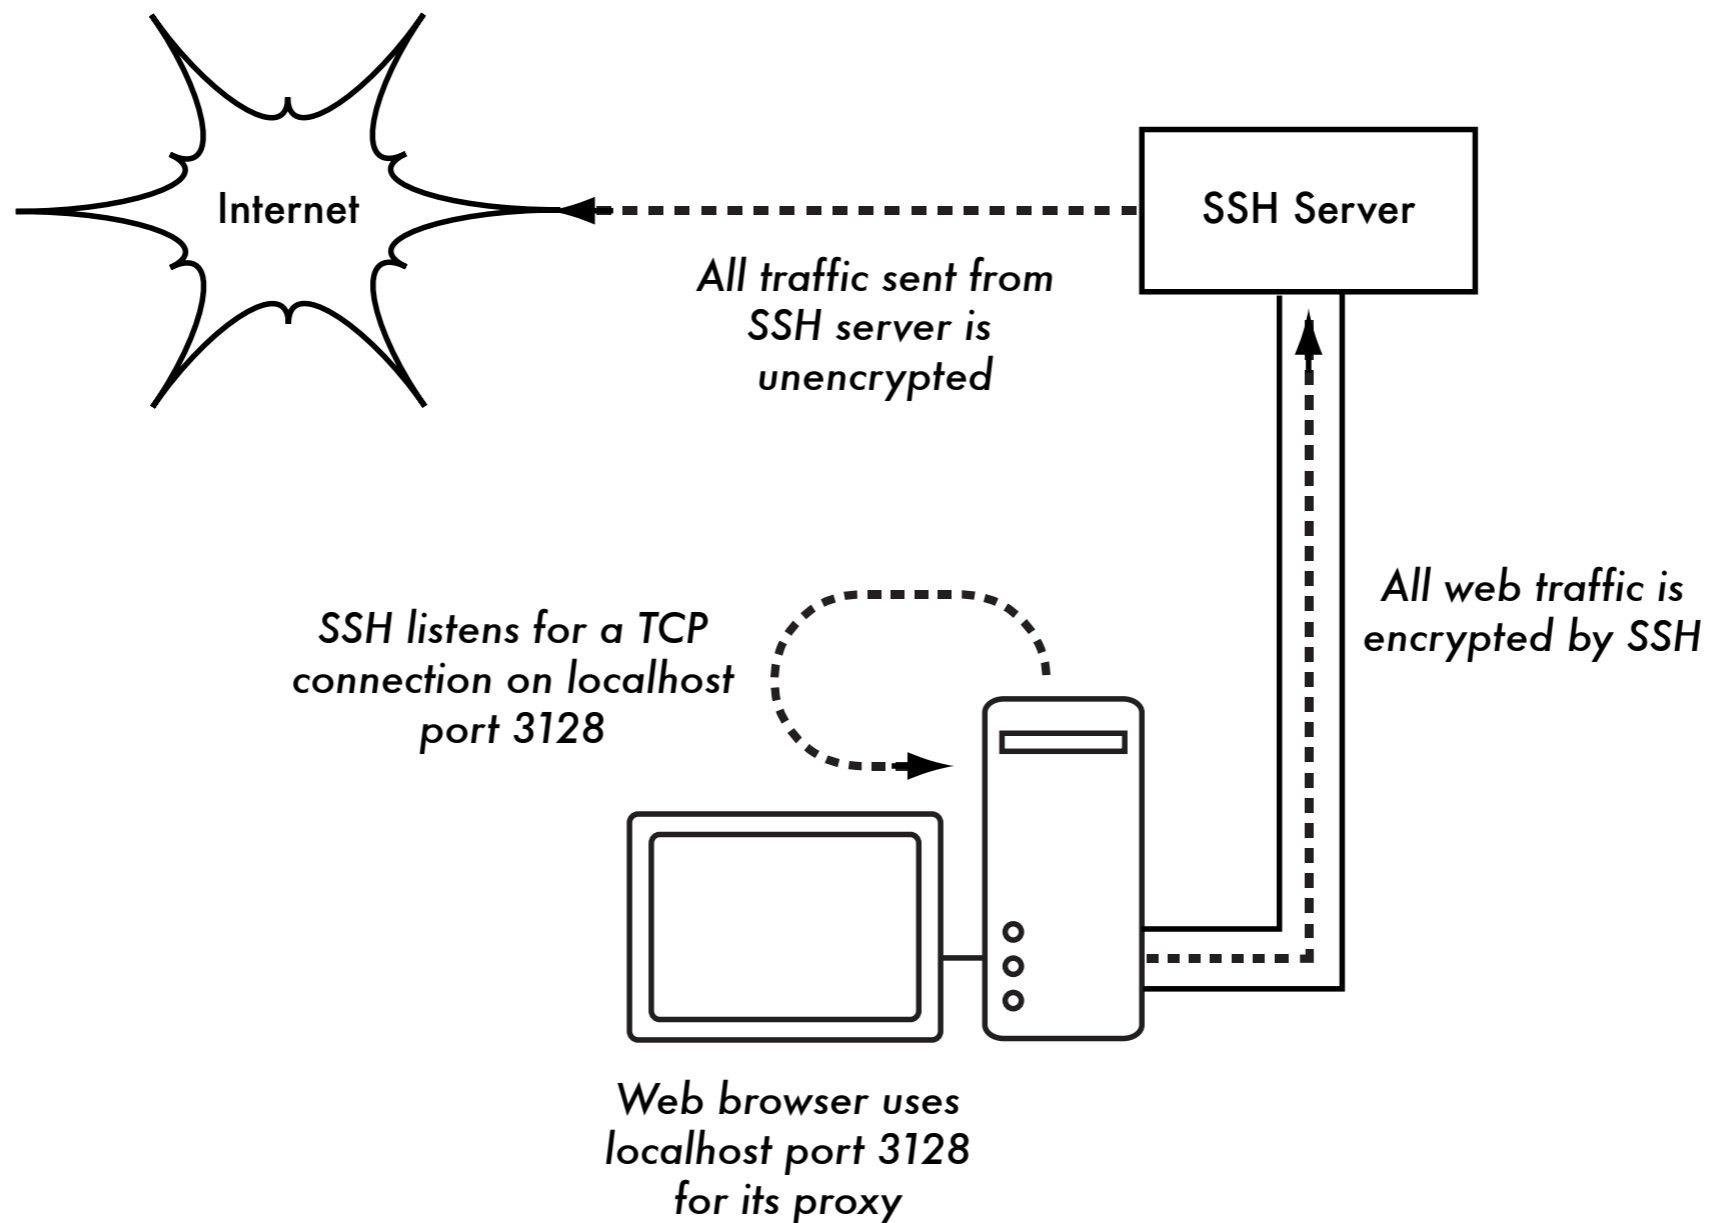 Internet
SSH Server
All traffic sent from
SSH server is
unencrypted
All web traffic is
encrypted by SSH
SSH listens for a TCP
connection on localhost
port 3128
Web browser uses
localhost port 3128
for its proxy